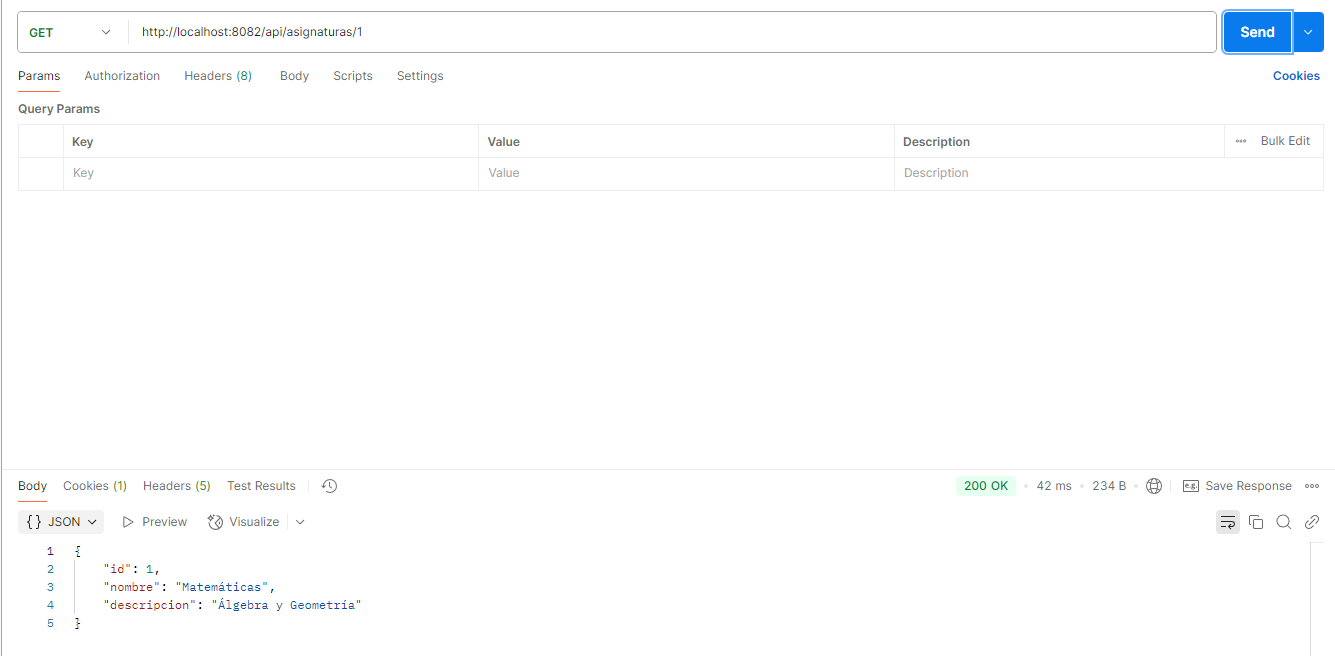 GET http://localhost:8082/api/asignaturas/1 Send
Params Authorization Headers (8) Body Scripts Settings Cookies
Query Params
Key Value Description ••• Bulk Edit
Key Value Description
Body Cookies (1) Headers (5) Test Results 200 OK • 42 ms • 234 B • e.g. Save Response •••
{} JSON Preview Visualize
1 {
2 "id": 1,
3 "nombre": "Matemáticas",
4 "descripcion": "Álgebra y Geometría"
5 }